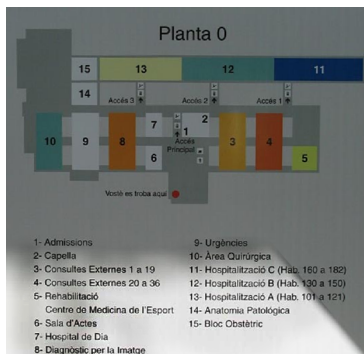 Planta 0
15
13
12
11
14
Accés 3
Accés 2
Accés 1
10
9
8
7
6
1
2
Accés
Principal
3
4
5
Vostè es troba aquí
1- Admissions
2- Capella
3- Consultes Externes 1 a 19
4- Consultes Externes 20 a 36
5- Rehabilitació
Centre de Medicina de l'Esport
6- Sala d'Actes
7- Hospital de Dia
8- Diagnòstic per la Imatge
9- Urgències
10- Àrea Quirúrgica
11- Hospitalització C (Hab. 160 a 182)
12- Hospitalització B (Hab. 130 a 150)
13- Hospitalització A (Hab. 101 a 121)
14- Anatomia Patológica
15- Bloc Obstètric